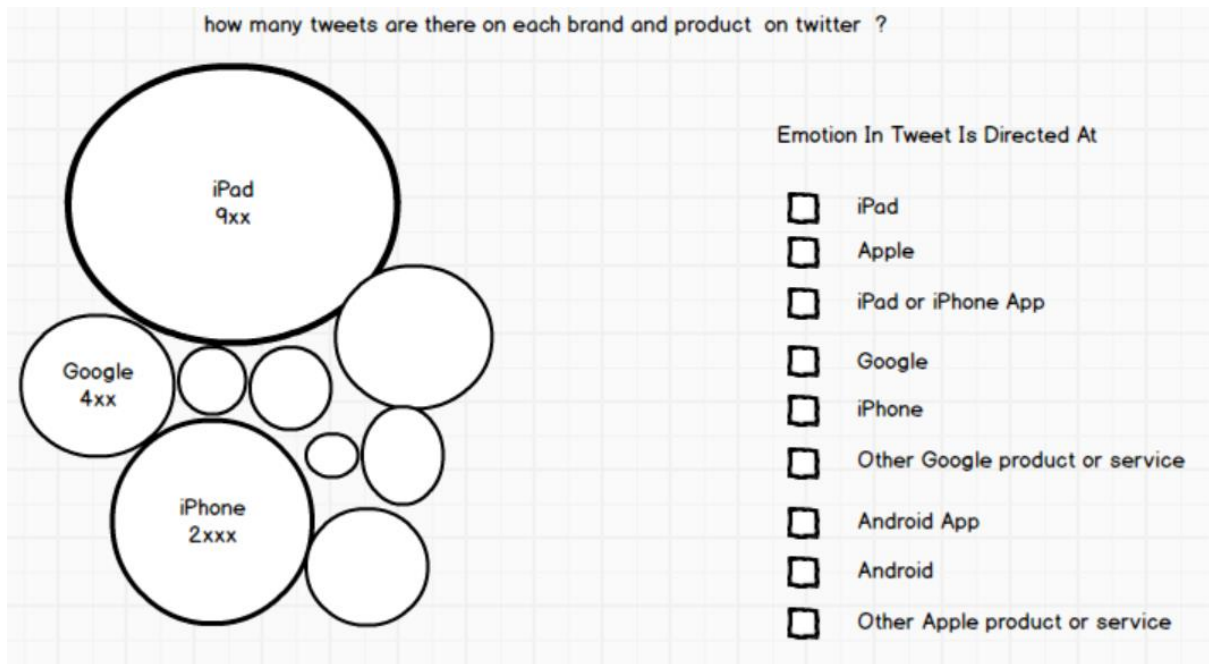 how many tweets are there on each brand and product on twitter ?
iPad
9xx
Google
4xx
iPhone
2xxx
Emotion In Tweet Is Directed At
iPad
Apple
iPad or iPhone App
Google
iPhone
Other Google product or service
Android App
Android
Other Apple product or service